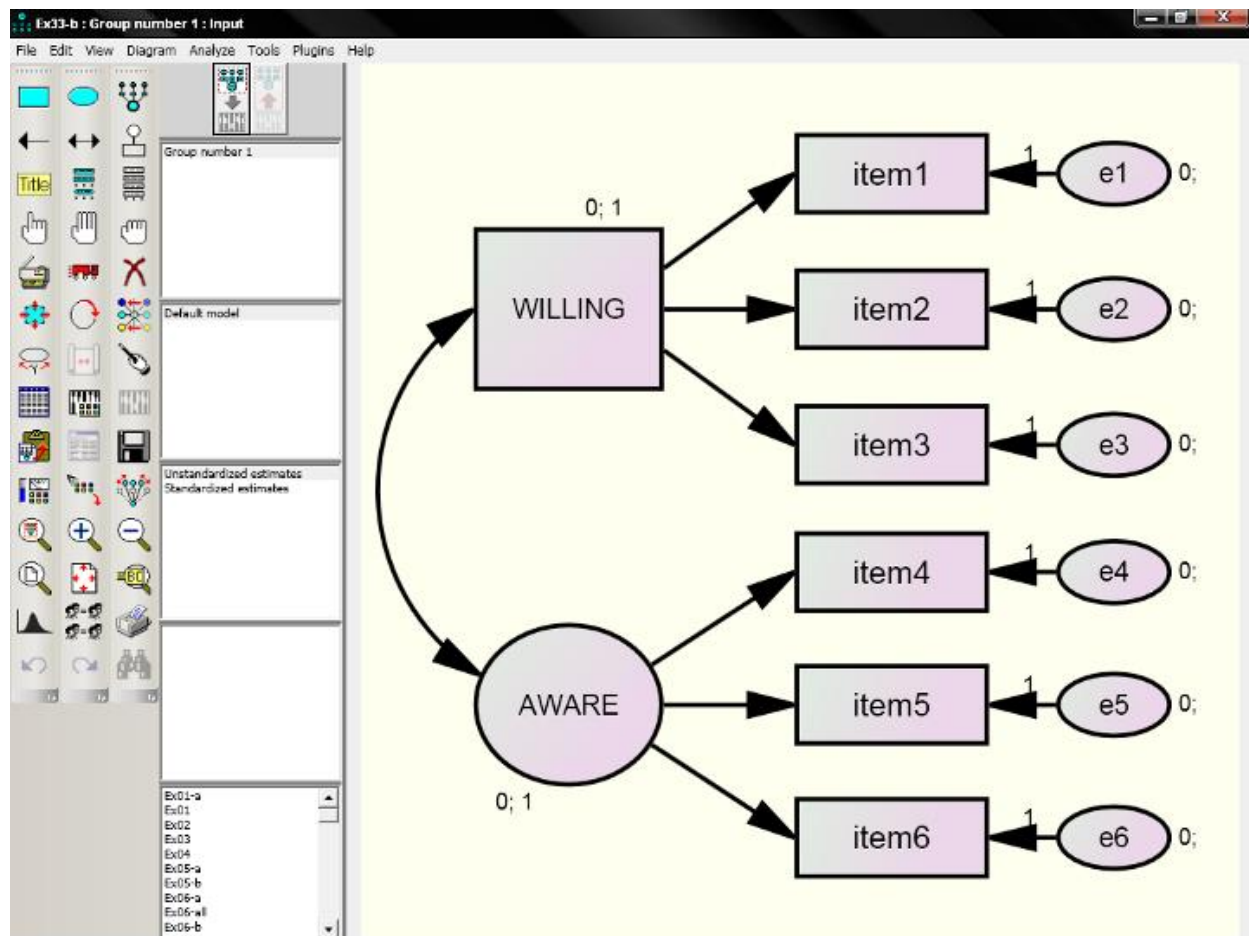 Ex33-b : Group number 1 : Input
File Edit View Diagram Analyze Tools Plugins Help
Title
Group number 1
Default model
Unstandardized estimates
Standardized estimates
Ex01-a
Ex01
Ex02
Ex03
Ex04
Ex05-a
Ex05-b
Ex06-a
Ex06-all
Ex06-b
0; 1
WILLING
item1
1
e1
0;
item2
1
e2
0;
item3
1
e3
0;
item4
1
e4
0;
AWARE
0; 1
item5
1
e5
0;
item6
1
e6
0;